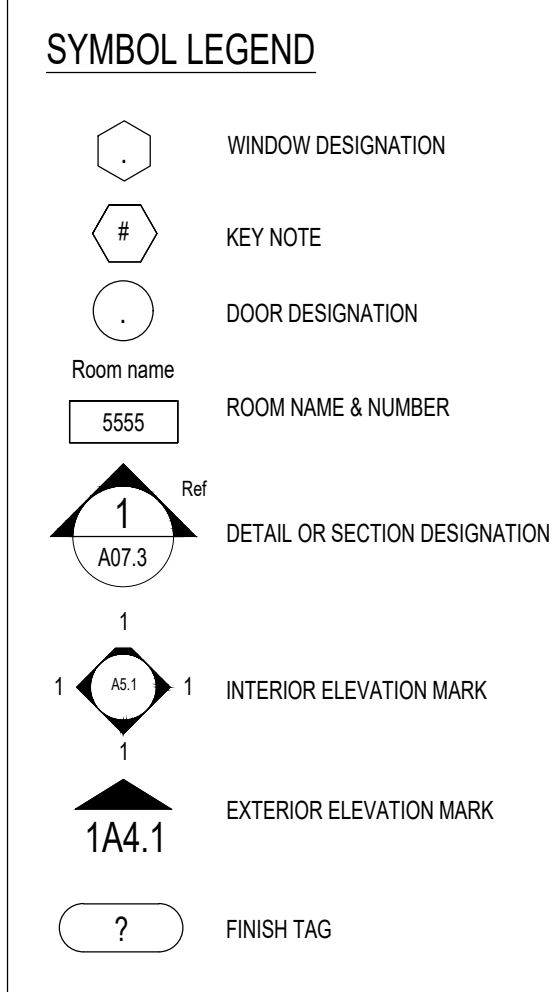 SYMBOL LEGEND
. WINDOW DESIGNATION
# KEY NOTE
. DOOR DESIGNATION
Room name
5555 ROOM NAME & NUMBER
Ref
1
DETAIL OR SECTION DESIGNATION
A07.3
1
1 A5.1 1 INTERIOR ELEVATION MARK
1
EXTERIOR ELEVATION MARK
1A4.1
? FINISH TAG